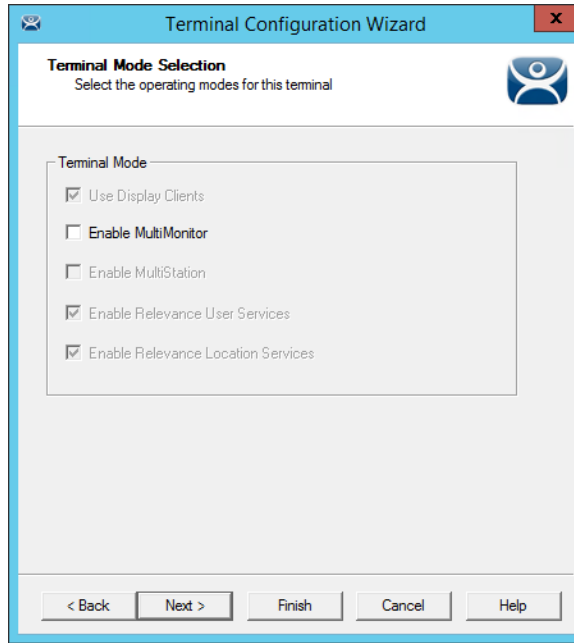 Terminal Configuration Wizard
x
Terminal Mode Selection
Select the operating modes for this terminal
Terminal Mode
Use Display Clients
Enable MultiMonitor
Enable MultiStation
Enable Relevance User Services
Enable Relevance Location Services
< Back Next > Finish Cancel Help